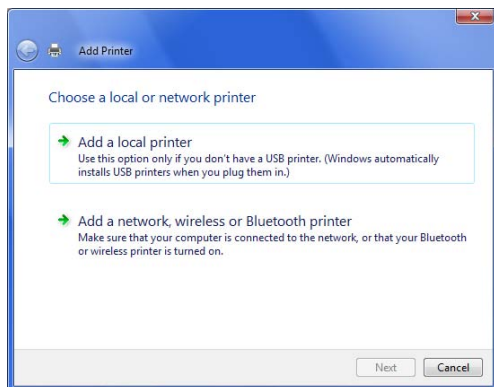 Add Printer
Choose a local or network printer
Add a local printer
Use this option only if you don't have a USB printer. (Windows automatically
installs USB printers when you plug them in.)
Add a network, wireless or Bluetooth printer
Make sure that your computer is connected to the network, or that your Bluetooth
or wireless printer is turned on.
Next Cancel